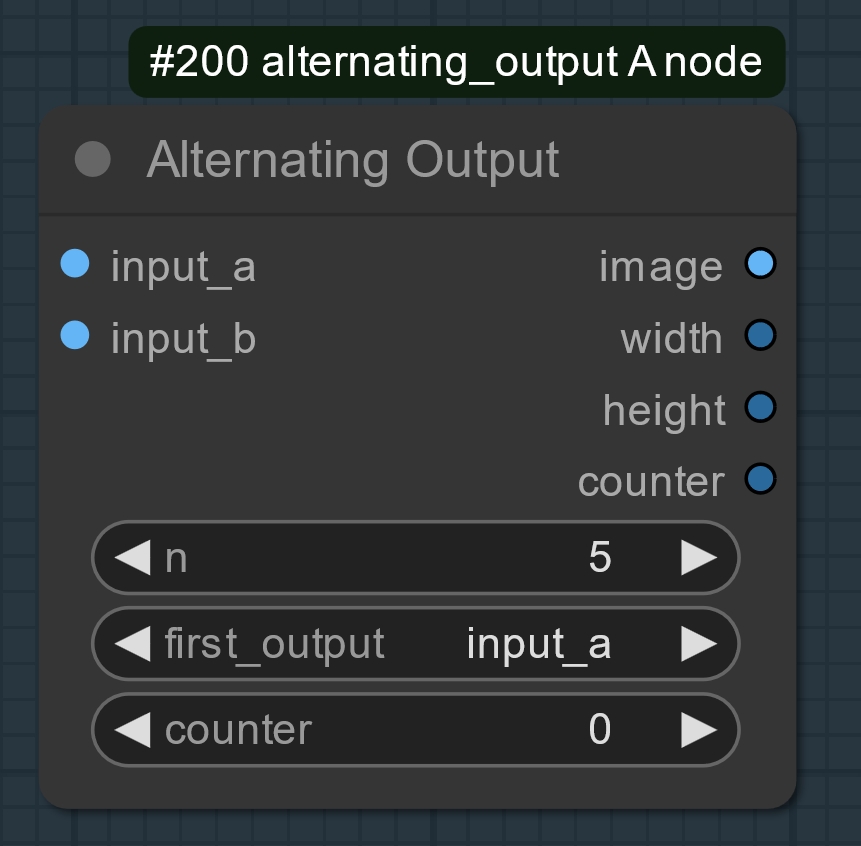 #200 alternating_output A node
Alternating Output
input_a image
input_b width
height
counter
n 5
first_output input_a
counter 0